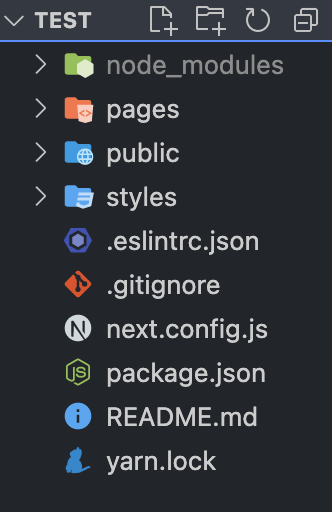 TEST
node_modules
pages
public
styles
.eslintrc.json
.gitignore
next.config.js
package.json
README.md
yarn.lock